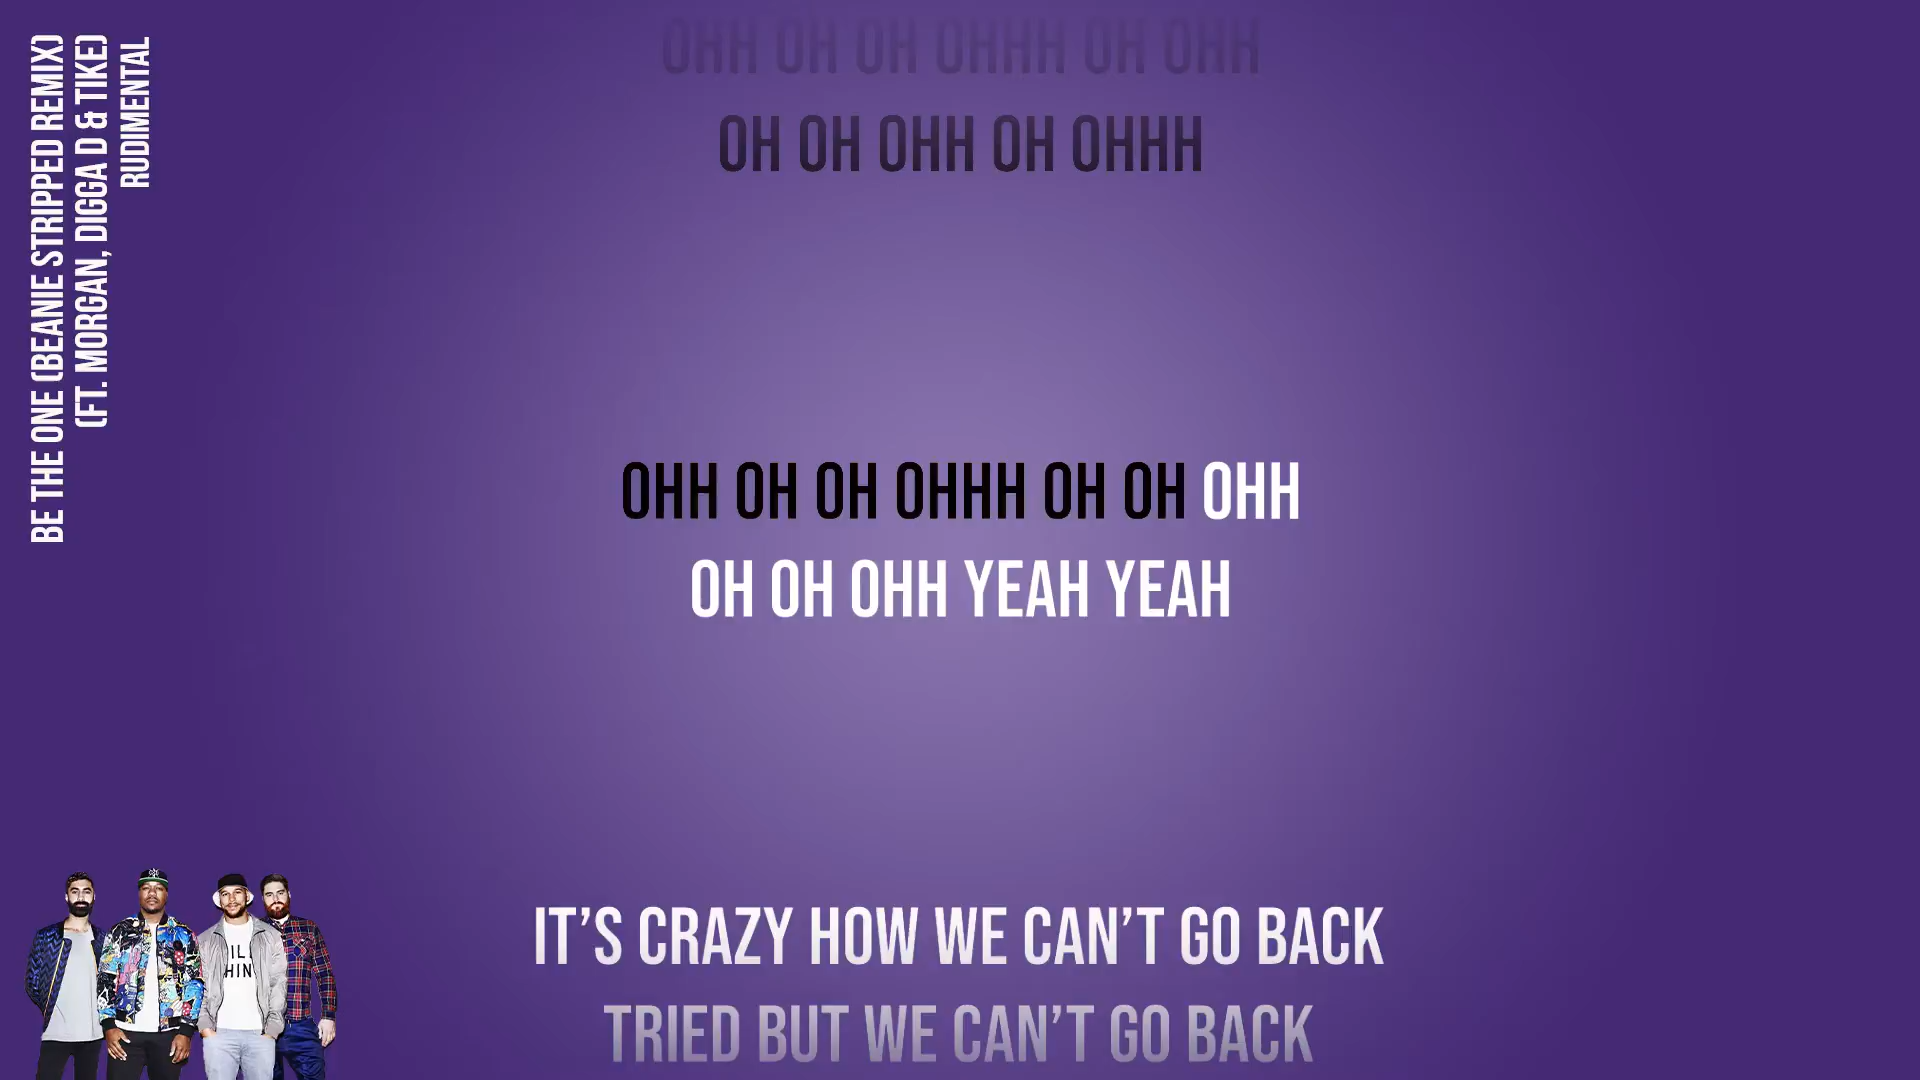 BE THE ONE (BEANIE STRIPPED REMIX)
(FT. MORGAN, DIGGA D & TIKE)
RUDIMENTAL
OHH OH OH OHHH OH OHH
OH OH OHH OH OHHH
OHH OH OH OHHH OH OH OHH
OH OH OHH YEAH YEAH
IT’S CRAZY HOW WE CAN’T GO BACK
TRIED BUT WE CAN’T GO BACK